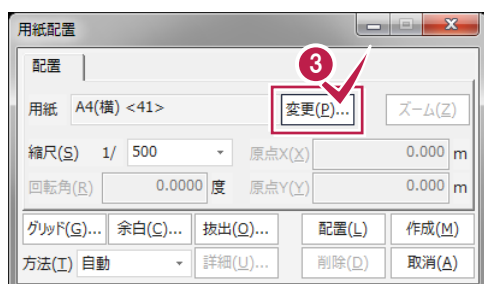 用紙配置
配置
3
用紙 A4(横) <41> 変更(P)... ズーム(Z)
縮尺(S) 1/ 500 原点X(X) 0.000 m
回転角(R) 0.0000 度 原点Y(Y) 0.000 m
グリッド(G)... 余白(C)... 抜出(O)... 配置(L) 作成(M)
方法(T) 自動 詳細(U)... 削除(D) 取消(A)